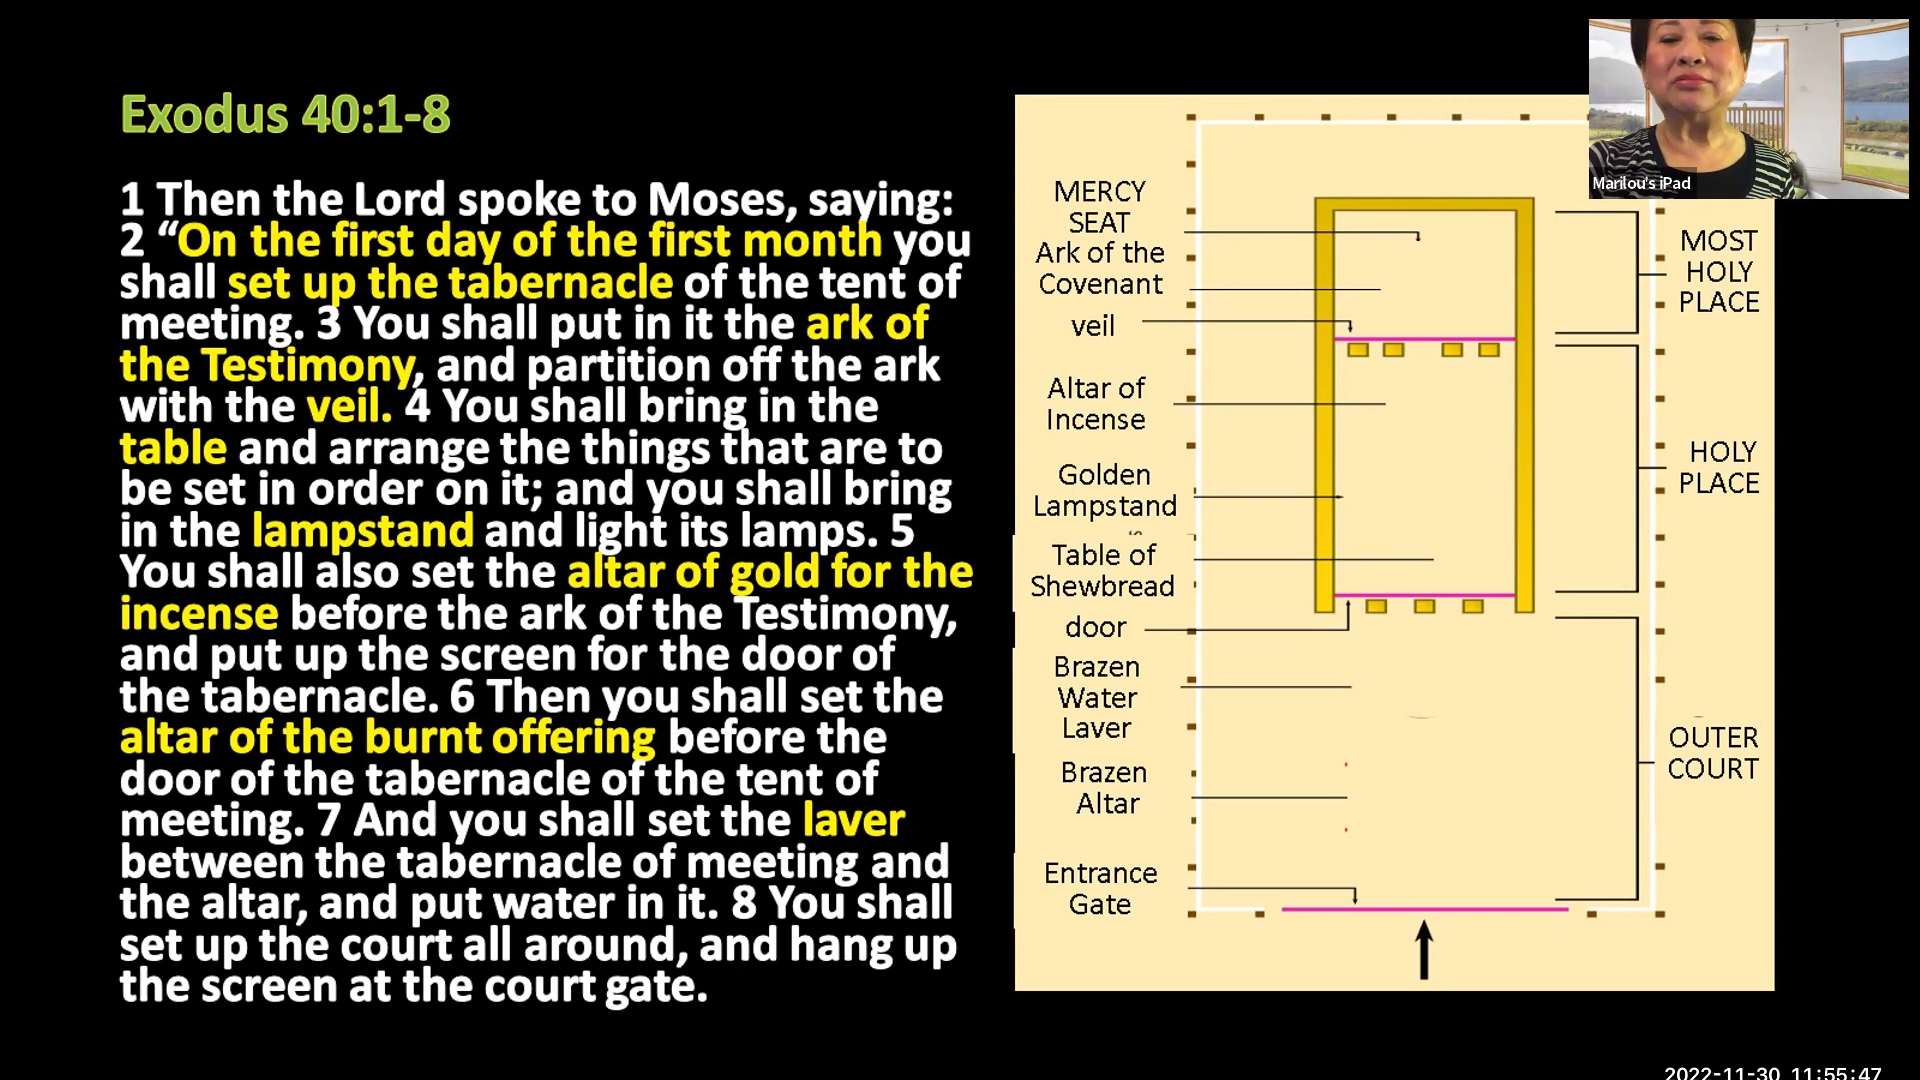 Exodus 40:1-8
1 Then the Lord spoke to Moses, saying:
2 “On the first day of the first month you
shall set up the tabernacle of the tent of
meeting. 3 You shall put in it the ark of
the Testimony, and partition off the ark
with the veil. 4 You shall bring in the
table and arrange the things that are to
be set in order on it; and you shall bring
in the lampstand and light its lamps. 5
You shall also set the altar of gold for the
incense before the ark of the Testimony,
and put up the screen for the door of
the tabernacle. 6 Then you shall set the
altar of the burnt offering before the
door of the tabernacle of the tent of
meeting. 7 And you shall set the laver
between the tabernacle of meeting and
the altar, and put water in it. 8 You shall
set up the court all around, and hang up
the screen at the court gate.
MERCY
SEAT
Ark of the
Covenant
veil
Altar of
Incense
Golden
Lampstand
Table of
Shewbread
door
Brazen
Water
Laver
Brazen
Altar
Entrance
Gate
MOST
HOLY
PLACE
HOLY
PLACE
OUTER
COURT
Marilou's iPad
2022-11-30 11:55:47